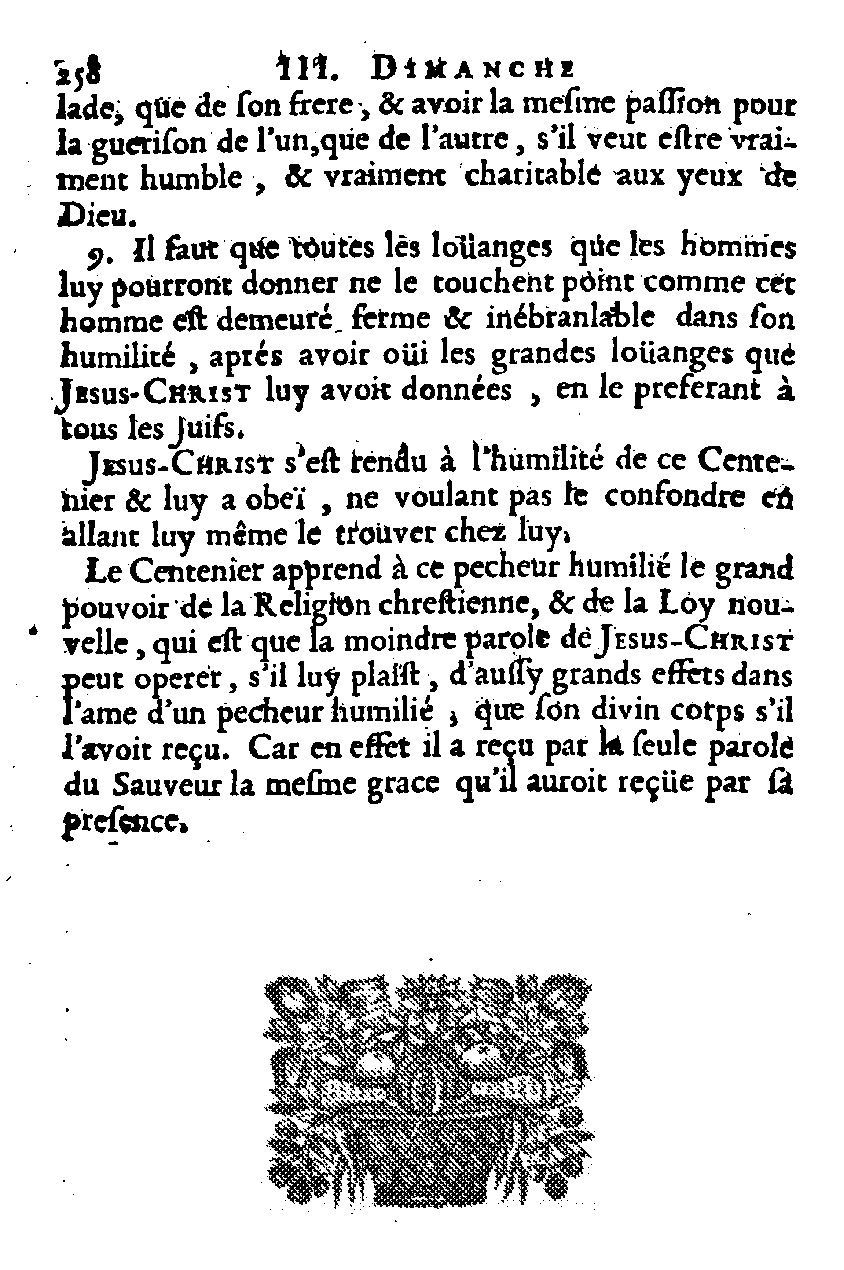 258 III. DIMANCHE
lade, que de ſon frere, & avoir la meſme paſſion pour
la gueriſon de l'un, que de l'autre, s'il veut eſtre vrai-
ment humble, & vraiment charitable aux yeux de
Dieu.
9. Il faut que toutes les loüanges que les hommes
luy pourront donner ne le touchent point comme cet
homme eſt demeuré ferme & inébranlable dans ſon
humilité, aprés avoir oüi les grandes loüanges que
JESUS-CHRIST luy avoit données, en le preferant à
tous les Juifs.
JESUS-CHRIST s'eſt rendu à l'humilité de ce Cente-
nier & luy a obeï, ne voulant pas le confondre en
allant luy même le trouver chez luy.
Le Centenier apprend à ce pecheur humilié le grand
pouvoir de la Religion chreſtienne, & de la Loy nou-
velle, qui eſt que la moindre parole de JESUS-CHRIST
peut operer, s'il luy plaiſt, d'auſſy grands effets dans
l'ame d'un pecheur humilié, que ſon divin corps s'il
l'avoit reçu. Car en effet il a reçu par la ſeule parole
du Sauveur la meſme grace qu'il auroit reçüe par ſa
preſence.